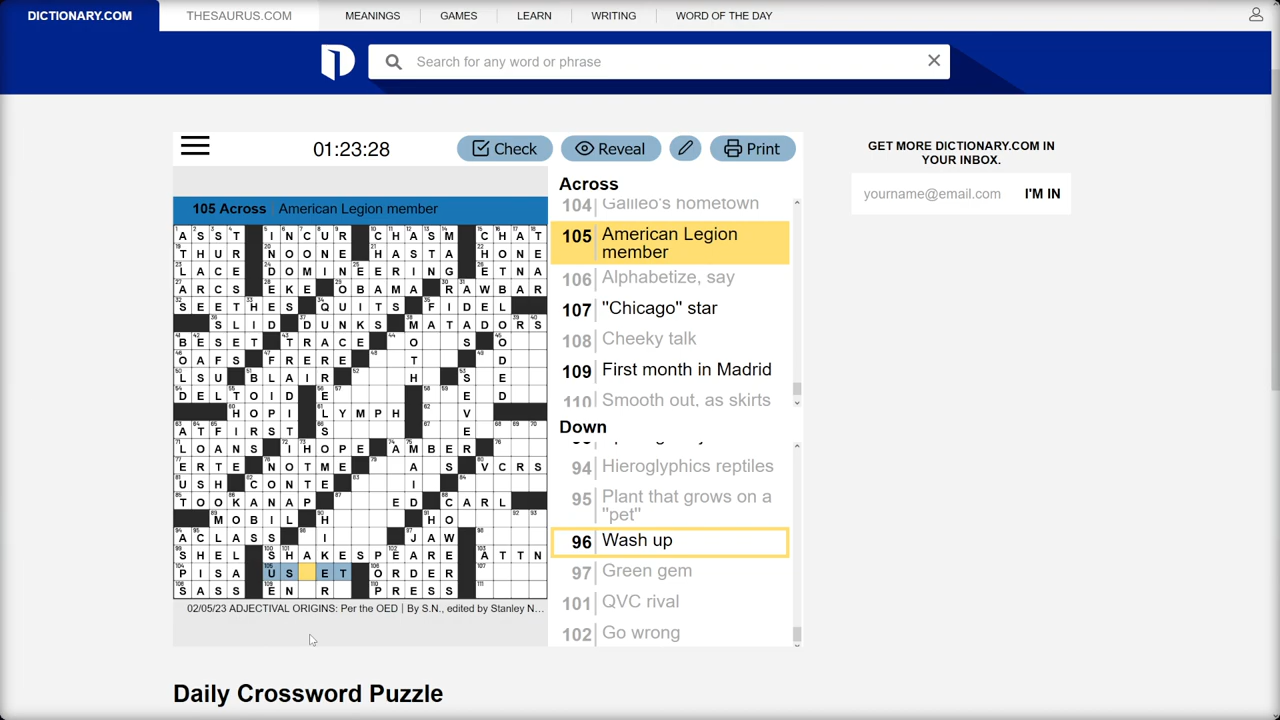 DICTIONARY.COM
THESAURUS.COM
MEANINGS
GAMES
LEARN
WRITING
WORD OF THE DAY
Search for any word or phrase
01:23:28
Check
Reveal
Print
105 Across
American Legion member
Across
104 Galileo's hometown
105 American Legion
member
106 Alphabetize, say
107 "Chicago" star
108 Cheeky talk
109 First month in Madrid
110 Smooth out, as skirts
Down
94 Hieroglyphics reptiles
95 Plant that grows on a
"pet"
96 Wash up
97 Green gem
101 QVC rival
102 Go wrong
GET MORE DICTIONARY.COM IN
YOUR INBOX.
yourname@email.com
I'M IN
A S S T I N C U R C H A S M C H A T
T H U R N O O N E H A S T A H O N E
L A C E D O M I N E E R I N G E T N A
A R C S E K E O B A M A R A W B A R
S E E T H E S Q U I T S F I D E L
S L I D D U N K S M A T A D O R S
B E S E T T R A C E O S O
O A F S F R E R E T D
L S U B L A I R H S E
D E L T O I D E E D
H O P I L Y M P H V
A T F I R S T S E
L O A N S I H O P E A M B E R
E R T E N O T M E A S V C R S
U S H C O N T E I
T O O K A N A P E D C A R L
M O B I L H H O
A C L A S S I J A W
S H E L S H A K E S P E A R E A T T N
P I S A U S E T O R D E R
S A S S E N R P R E S S
02/05/23 ADJECTIVAL ORIGINS: Per the OED | By S.N., edited by Stanley N...
Daily Crossword Puzzle